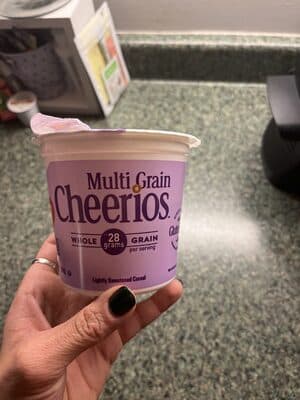 Multi Grain
Cheerios
WHOLE 28 grams GRAIN
per serving
Lightly Sweetened Cereal